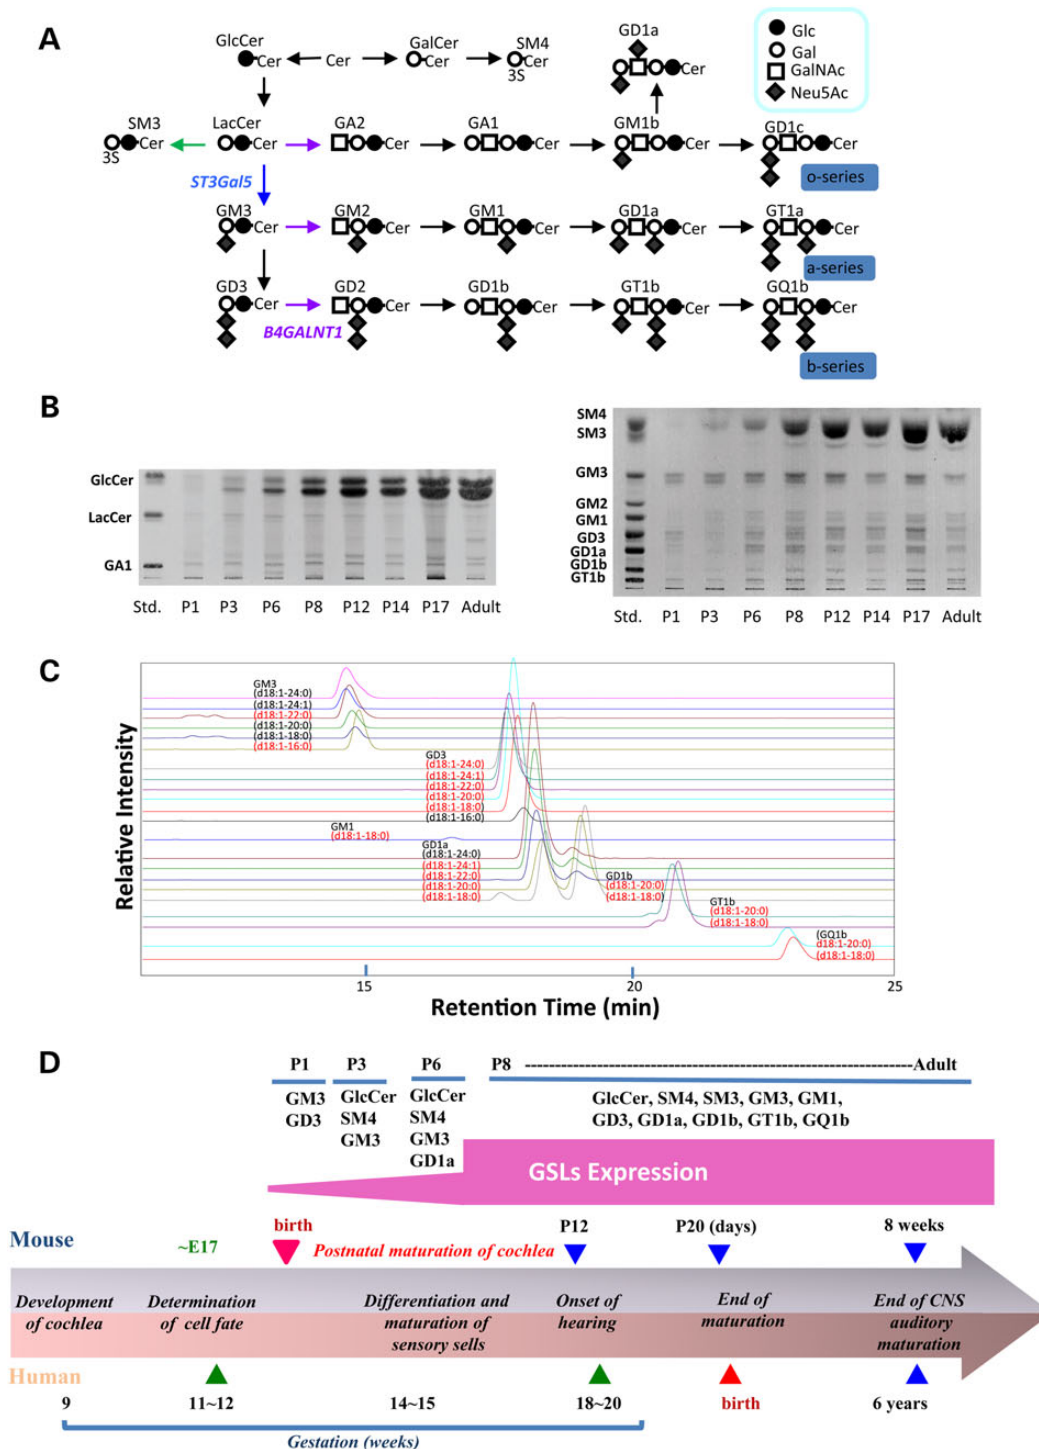 A
GlcCer
Cer
Cer
GalCer
Cer
SM4
Cer
3S
GD1a
Cer
Glc
Gal
GalNAc
Neu5Ac
SM3
Cer
3S
LacCer
Cer
GA2
Cer
GA1
Cer
GM1b
Cer
GD1c
Cer
o-series
ST3Gal5
GM3
Cer
GM2
Cer
GM1
Cer
GD1a
Cer
GT1a
Cer
a-series
GD3
Cer
GD2
Cer
GD1b
Cer
GT1b
Cer
GQ1b
Cer
B4GALNT1
b-series
B
GlcCer
LacCer
GA1
Std. P1 P3 P6 P8 P12 P14 P17 Adult
SM4
SM3
GM3
GM2
GM1
GD3
GD1a
GD1b
GT1b
Std. P1 P3 P6 P8 P12 P14 P17 Adult
C
Relative Intensity
GM3
(d18:1-24:0)
(d18:1-24:1)
(d18:1-22:0)
(d18:1-20:0)
(d18:1-18:0)
(d18:1-16:0)
GD3
(d18:1-24:0)
(d18:1-24:1)
(d18:1-22:0)
(d18:1-20:0)
(d18:1-18:0)
(d18:1-16:0)
GM1
(d18:1-18:0)
GD1a
(d18:1-24:0)
(d18:1-24:1)
(d18:1-22:0)
(d18:1-20:0)
(d18:1-18:0)
GD1b
(d18:1-20:0)
(d18:1-18:0)
GT1b
(d18:1-20:0)
(d18:1-18:0)
(GQ1b
d18:1-20:0)
(d18:1-18:0)
15 20 25
Retention Time (min)
D
P1 P3 P6 P8 ----Adult
GM3
GD3
GlcCer
SM4
GM3
GlcCer
SM4
GM3
GD1a
GlcCer, SM4, SM3, GM3, GM1,
GD3, GD1a, GD1b, GT1b, GQ1b
GSLs Expression
Mouse
~E17
birth
Postnatal maturation of cochlea
P12
P20 (days)
8 weeks
Development
of cochlea
Determination
of cell fate
Differentiation and
maturation of
sensory sells
Onset of
hearing
End of
maturation
End of CNS
auditory
maturation
Human
9
11~12
14~15
18~20
birth
6 years
Gestation (weeks)